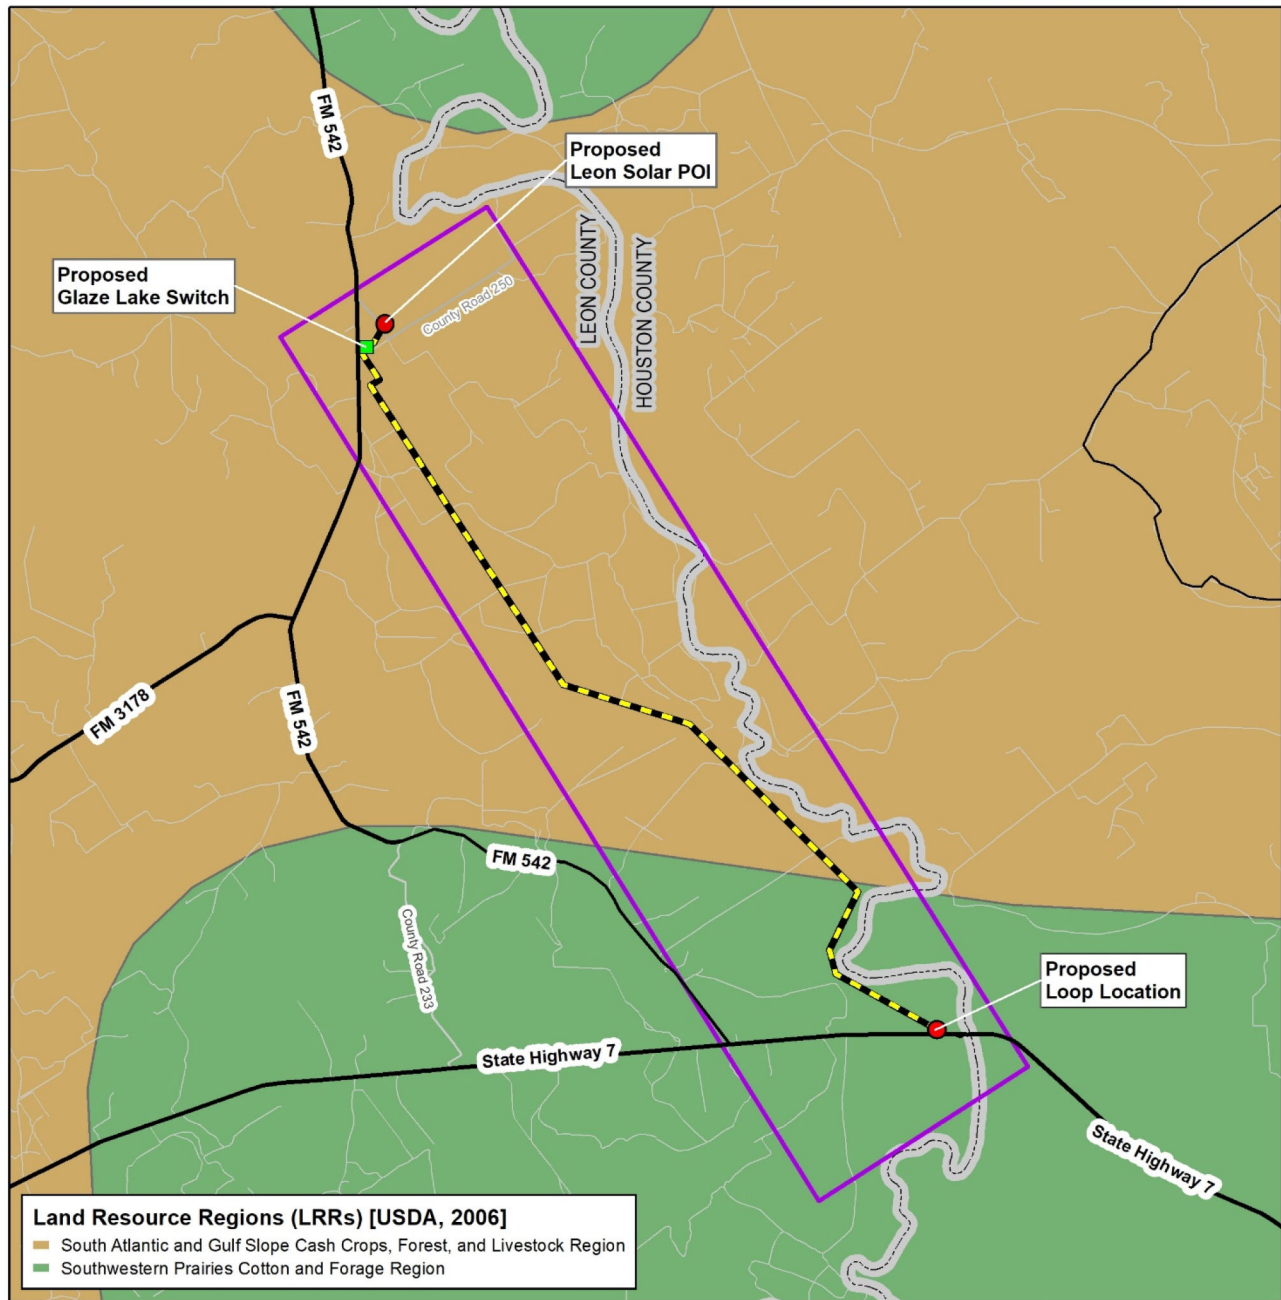 FM 542
Proposed
Leon Solar POI
Proposed
Glaze Lake Switch
County Road 250
LEON COUNTY
HOUSTON COUNTY
FM 3178
FM 542
FM 542
County Road 233
Proposed
Loop Location
State Highway 7
State Highway 7
Land Resource Regions (LRRs) [USDA, 2006]
South Atlantic and Gulf Slope Cash Crops, Forest, and Livestock Region
Southwestern Prairies Cotton and Forage Region